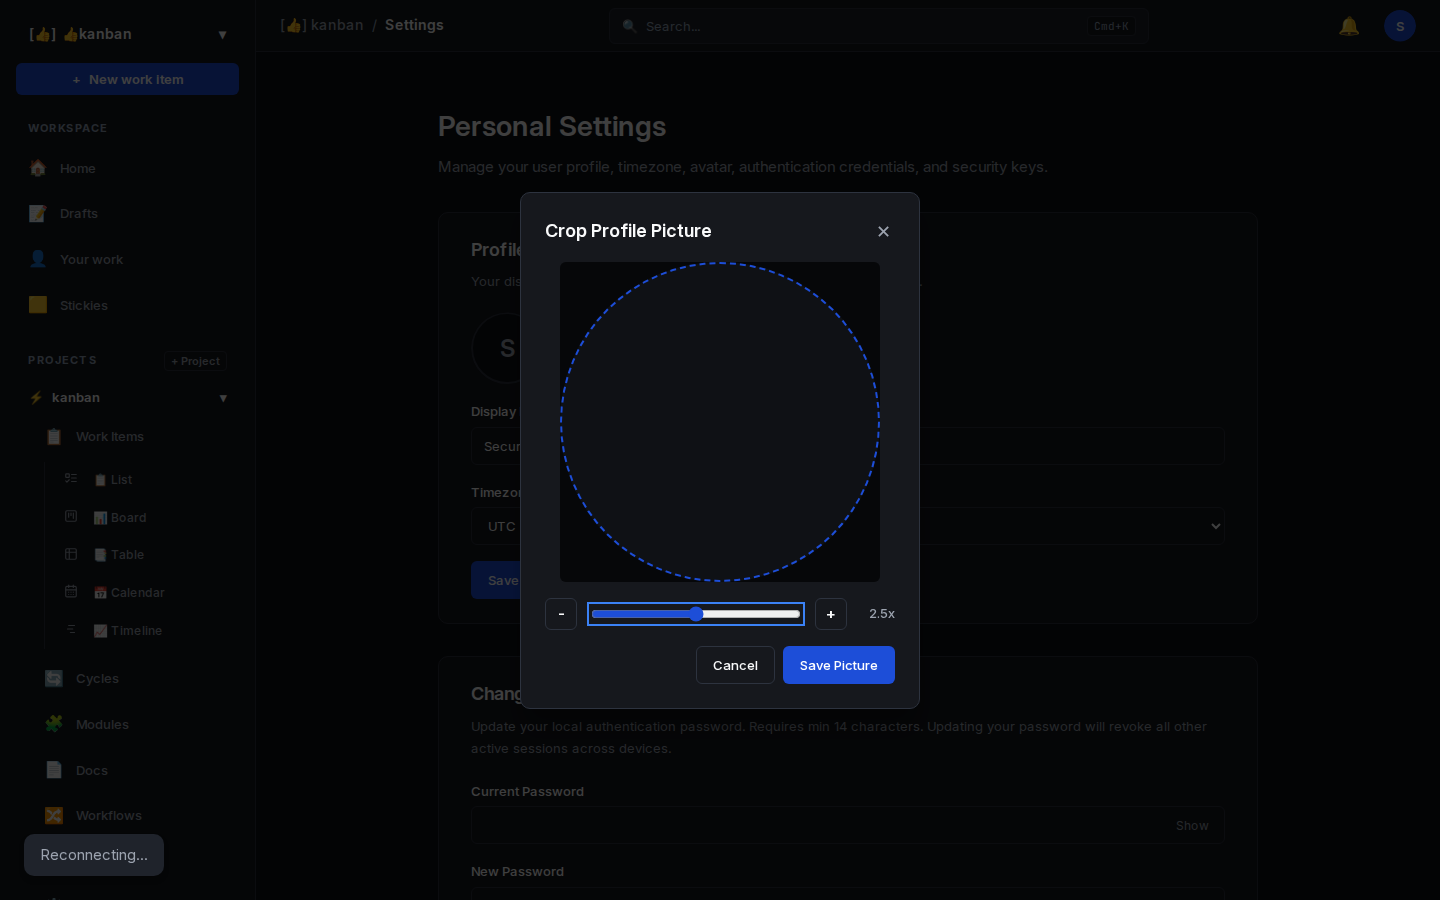 [👍] 👍kanban ▾
+ New work item
WORKSPACE
🏠 Home
📝 Drafts
👤 Your work
🟨 Stickies
PROJECTS + Project
⚡ kanban ▾
📋 Work Items
📋 List
📊 Board
📑 Table
📅 Calendar
📈 Timeline
🔄 Cycles
🧩 Modules
📄 Docs
🔀 Workflows
Reconnecting...
[👍] kanban / Settings
🔍 Search... Cmd+K
🔔 S
Personal Settings
Manage your user profile, timezone, avatar, authentication credentials, and security keys.
Profile
Your dis
S
Display
Secur
Timezo
UTC
Save
Crop Profile Picture ✕
- + 2.5x
Cancel Save Picture
Chang
Update your local authentication password. Requires min 14 characters. Updating your password will revoke all other
active sessions across devices.
Current Password
Show
New Password